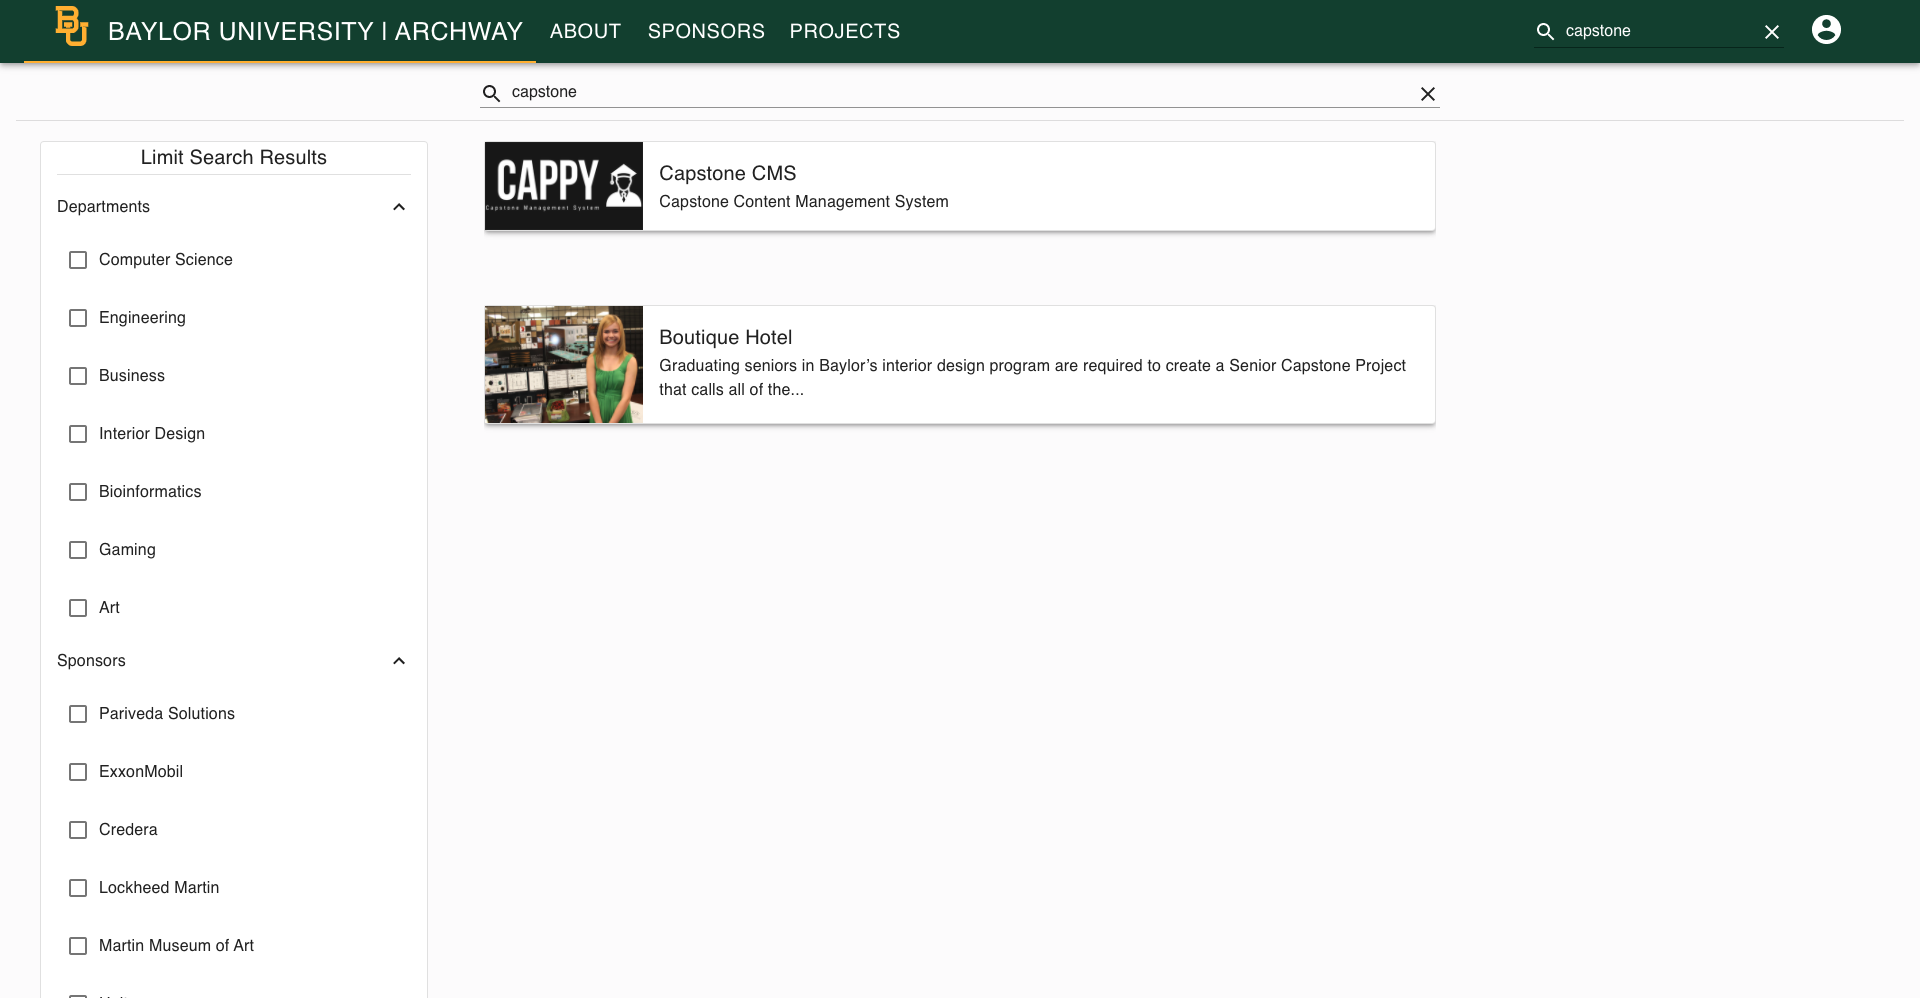 BU BAYLOR UNIVERSITY | ARCHWAY ABOUT SPONSORS PROJECTS capstone
capstone
Limit Search Results
Departments
Computer Science
Engineering
Business
Interior Design
Bioinformatics
Gaming
Art
Sponsors
Pariveda Solutions
ExxonMobil
Credera
Lockheed Martin
Martin Museum of Art
CAPPY
Capstone Management System
Capstone CMS
Capstone Content Management System
Boutique Hotel
Graduating seniors in Baylor’s interior design program are required to create a Senior Capstone Project
that calls all of the...